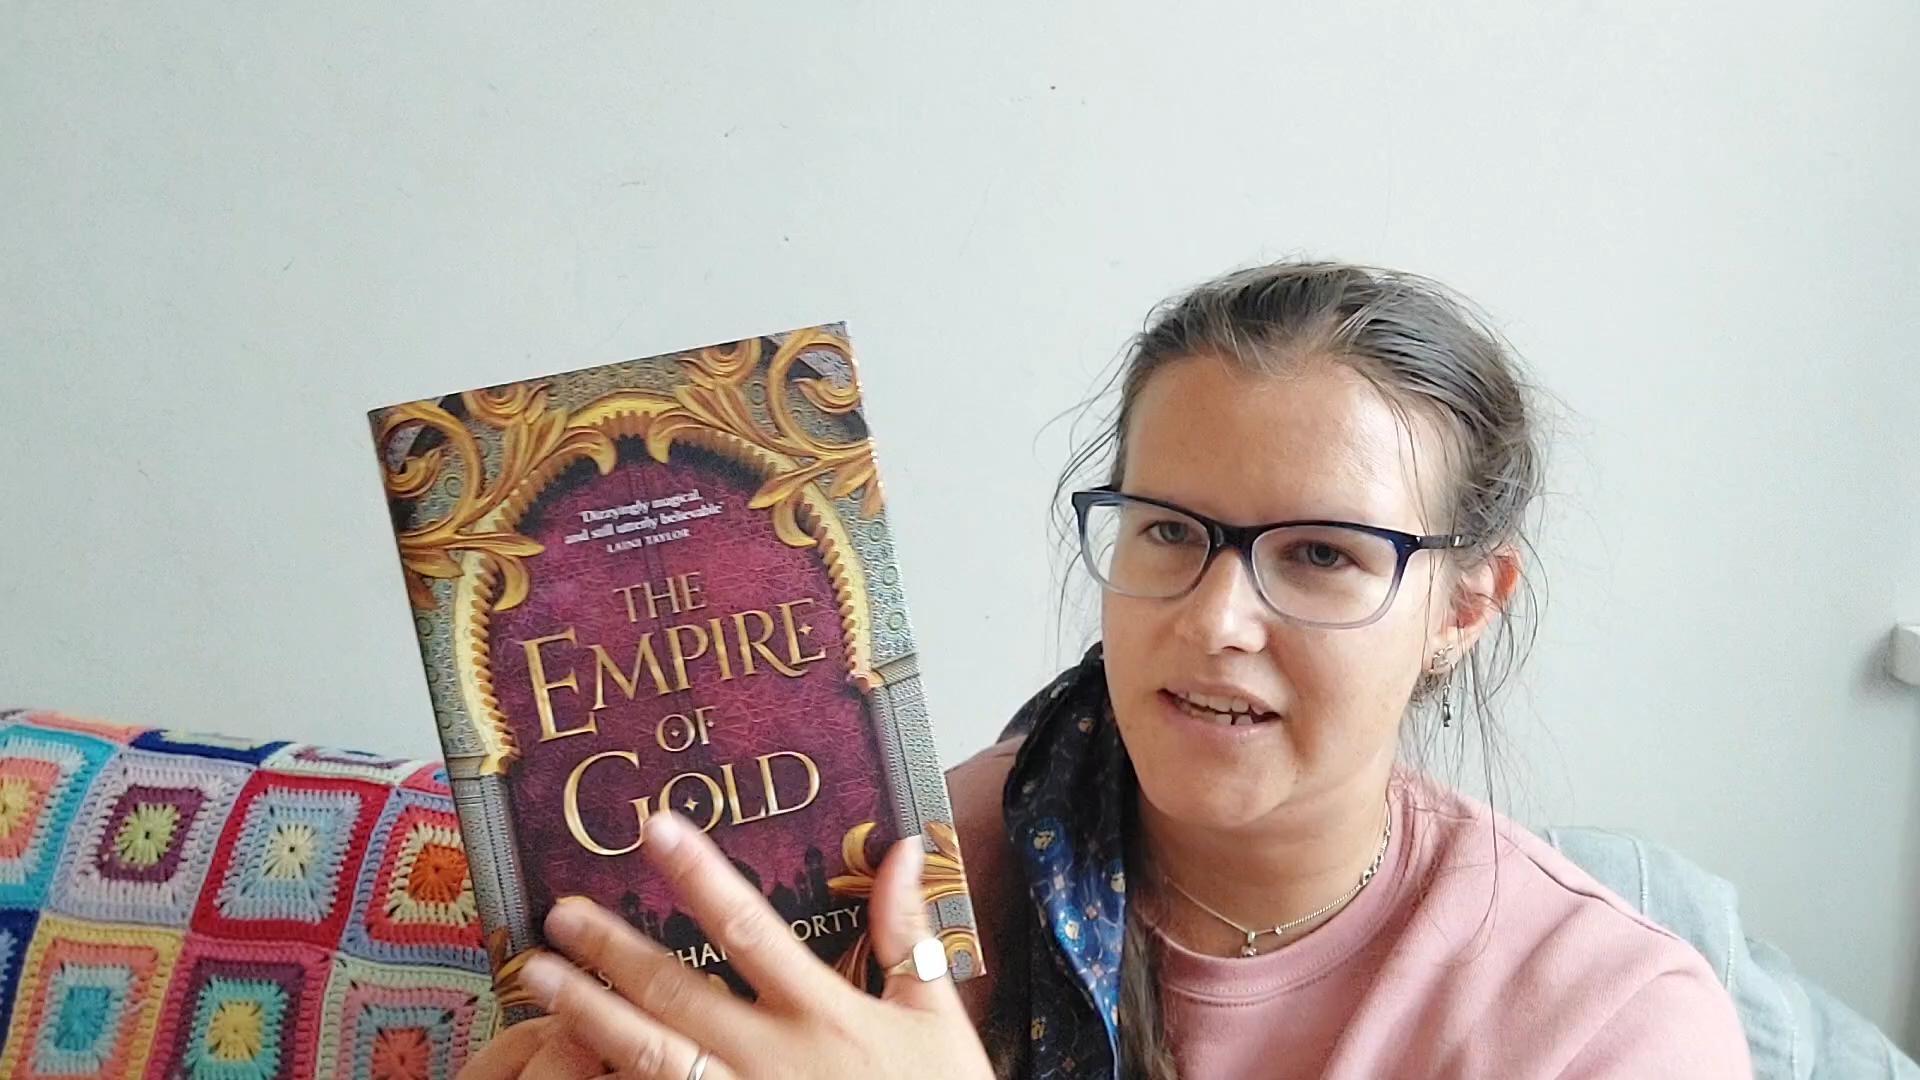 'Dizzyingly magical,
and still utterly believable'
LAINI TAYLOR
THE
EMPIRE
OF
GOLD